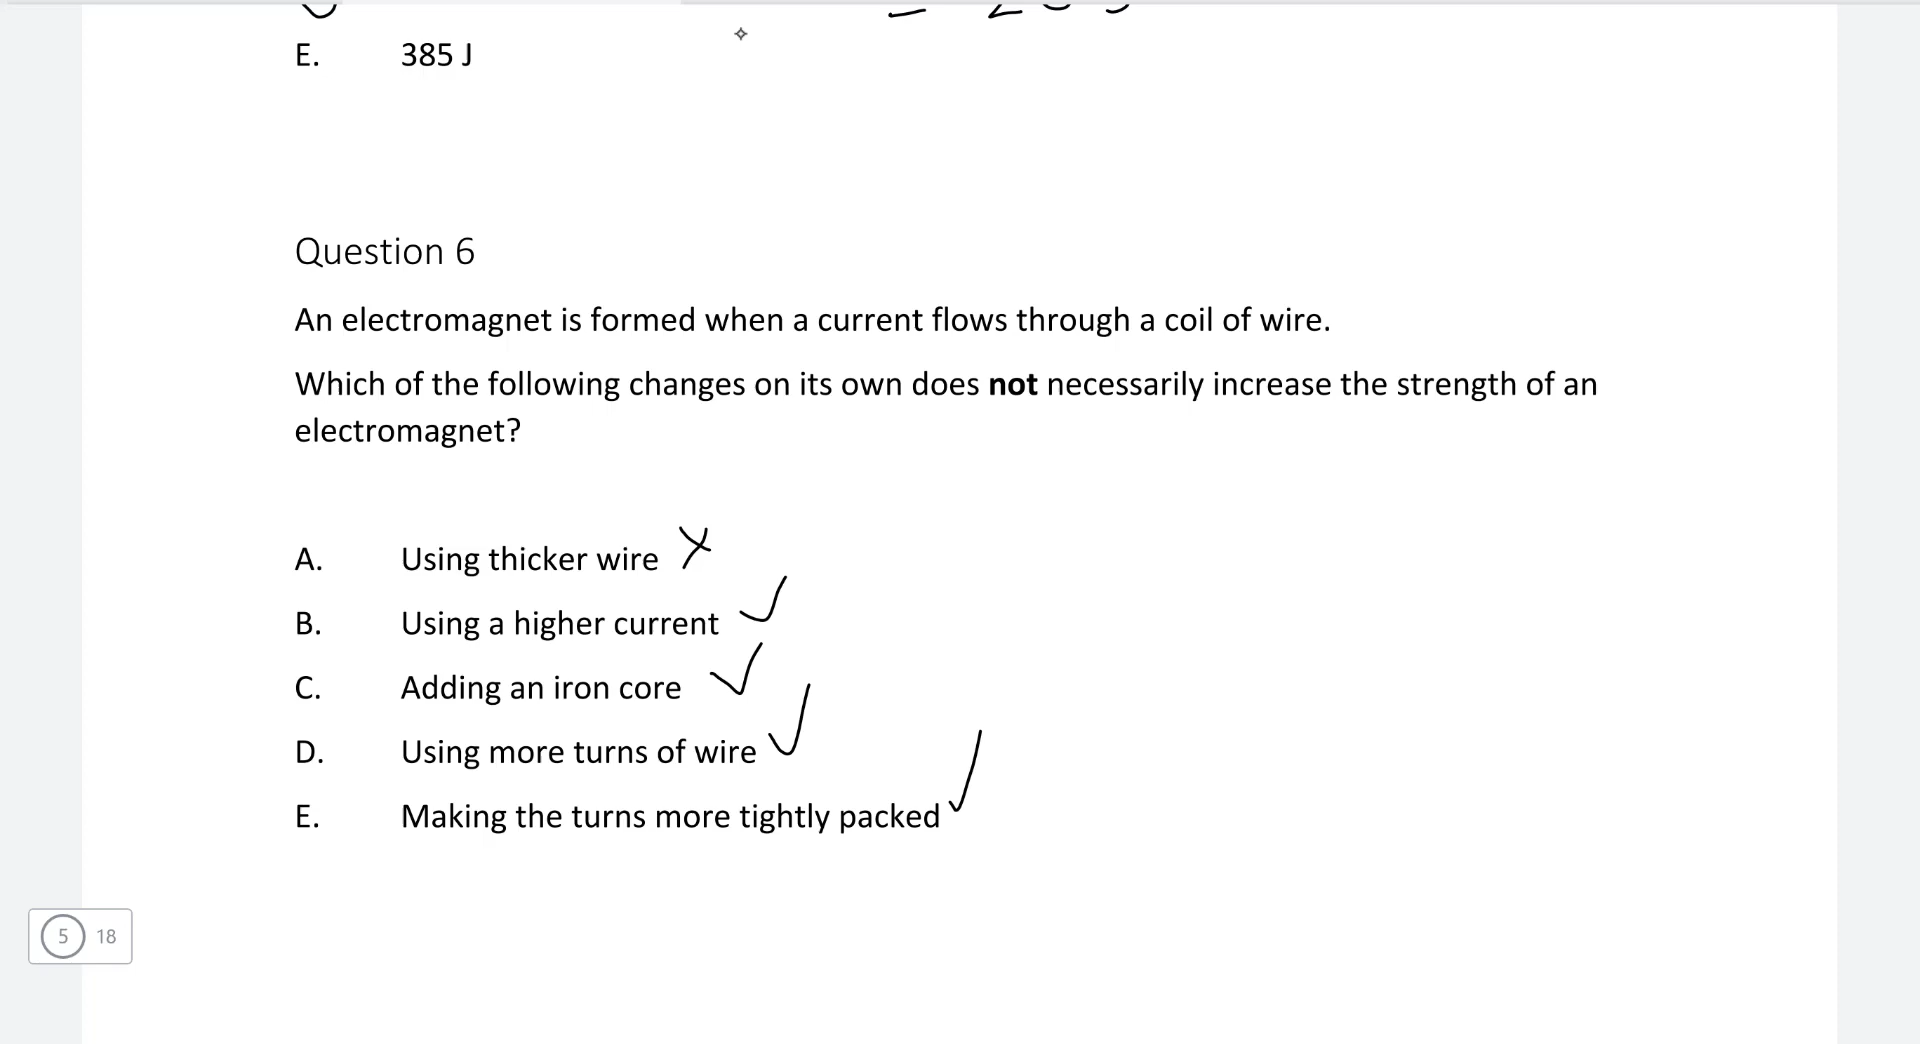 E. 385 J
Question 6
An electromagnet is formed when a current flows through a coil of wire.
Which of the following changes on its own does not necessarily increase the strength of an
electromagnet?
A. Using thicker wire
B. Using a higher current
C. Adding an iron core
D. Using more turns of wire
E. Making the turns more tightly packed
5 18